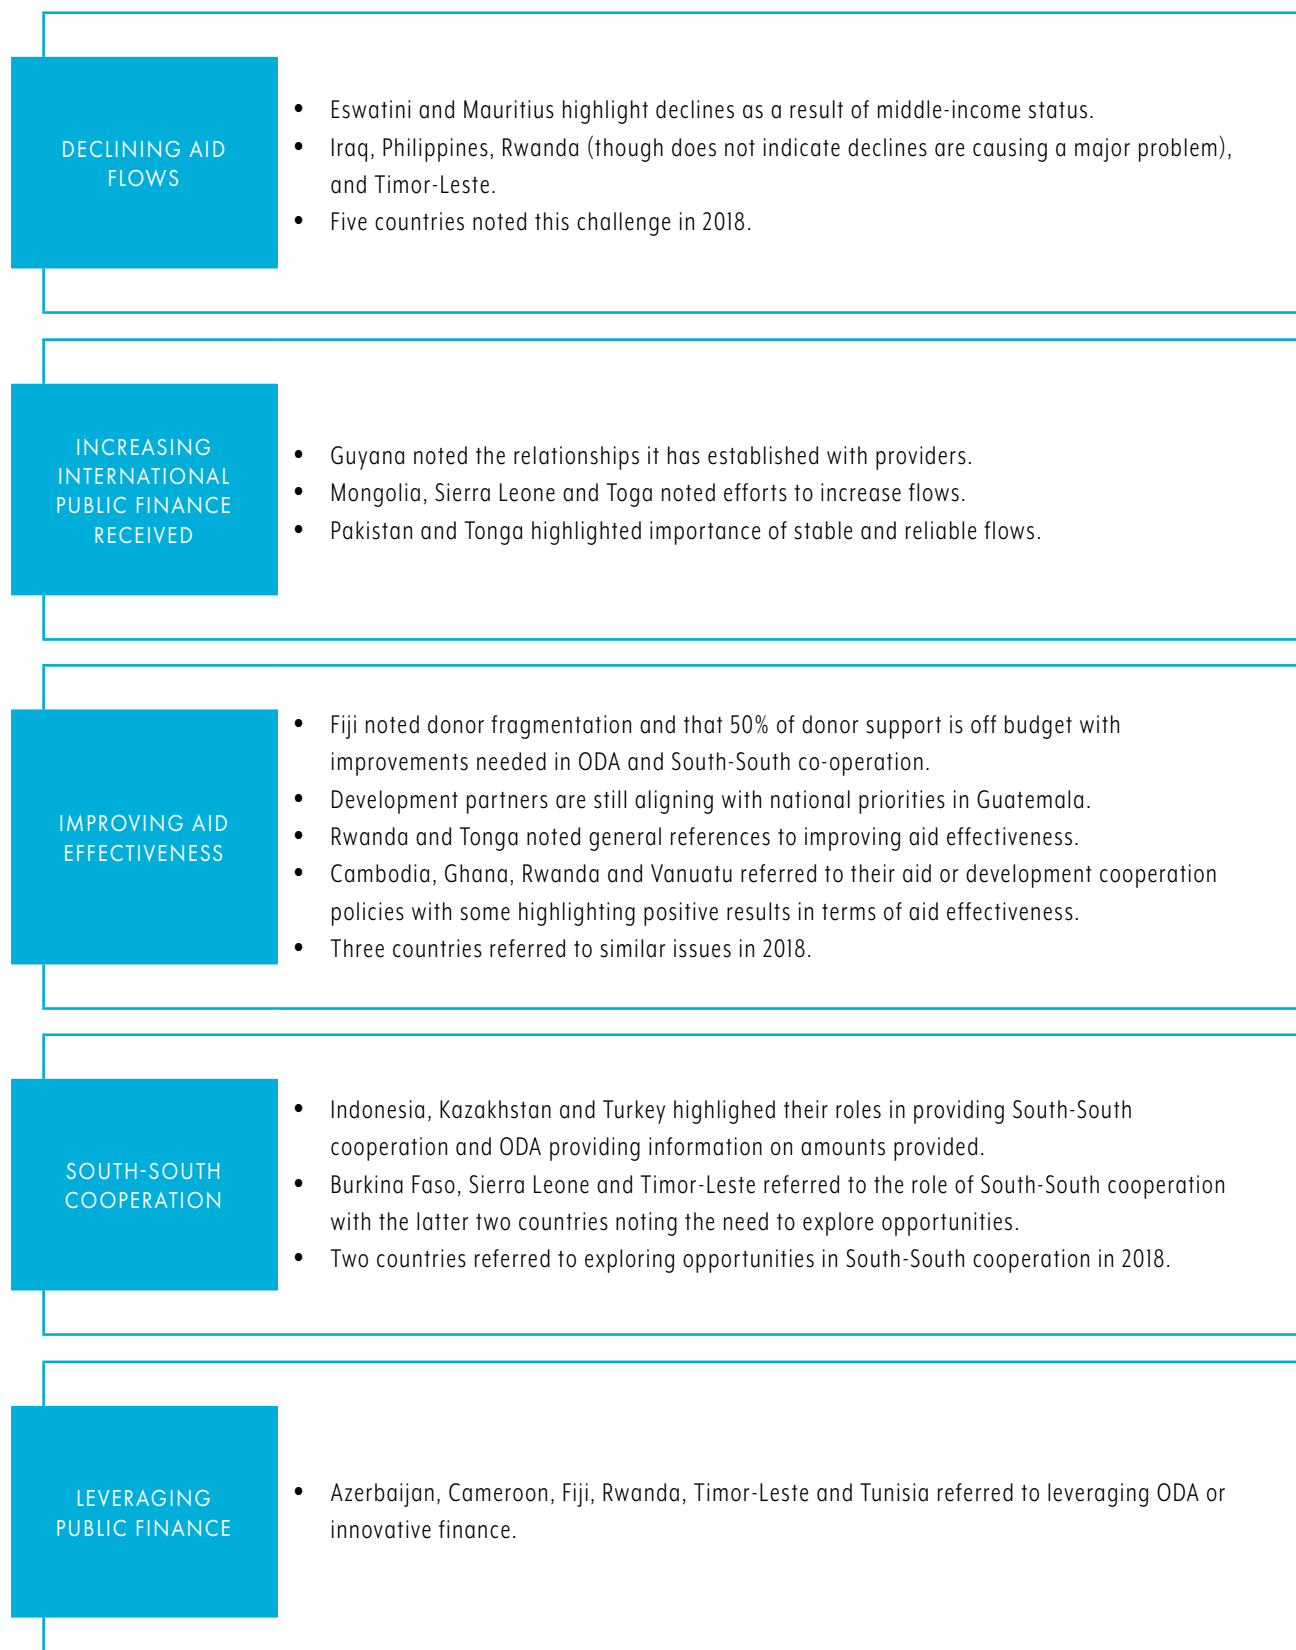 DECLINING AID
FLOWS
• Eswatini and Mauritius highlight declines as a result of middle-income status.
• Iraq, Philippines, Rwanda (though does not indicate declines are causing a major problem),
and Timor-Leste.
• Five countries noted this challenge in 2018.
INCREASING
INTERNATIONAL
PUBLIC FINANCE
RECEIVED
• Guyana noted the relationships it has established with providers.
• Mongolia, Sierra Leone and Toga noted efforts to increase flows.
• Pakistan and Tonga highlighted importance of stable and reliable flows.
IMPROVING AID
EFFECTIVENESS
• Fiji noted donor fragmentation and that 50% of donor support is off budget with
improvements needed in ODA and South-South co-operation.
• Development partners are still aligning with national priorities in Guatemala.
• Rwanda and Tonga noted general references to improving aid effectiveness.
• Cambodia, Ghana, Rwanda and Vanuatu referred to their aid or development cooperation
policies with some highlighting positive results in terms of aid effectiveness.
• Three countries referred to similar issues in 2018.
SOUTH-SOUTH
COOPERATION
• Indonesia, Kazakhstan and Turkey highlighed their roles in providing South-South
cooperation and ODA providing information on amounts provided.
• Burkina Faso, Sierra Leone and Timor-Leste referred to the role of South-South cooperation
with the latter two countries noting the need to explore opportunities.
• Two countries referred to exploring opportunities in South-South cooperation in 2018.
LEVERAGING
PUBLIC FINANCE
• Azerbaijan, Cameroon, Fiji, Rwanda, Timor-Leste and Tunisia referred to leveraging ODA or
innovative finance.